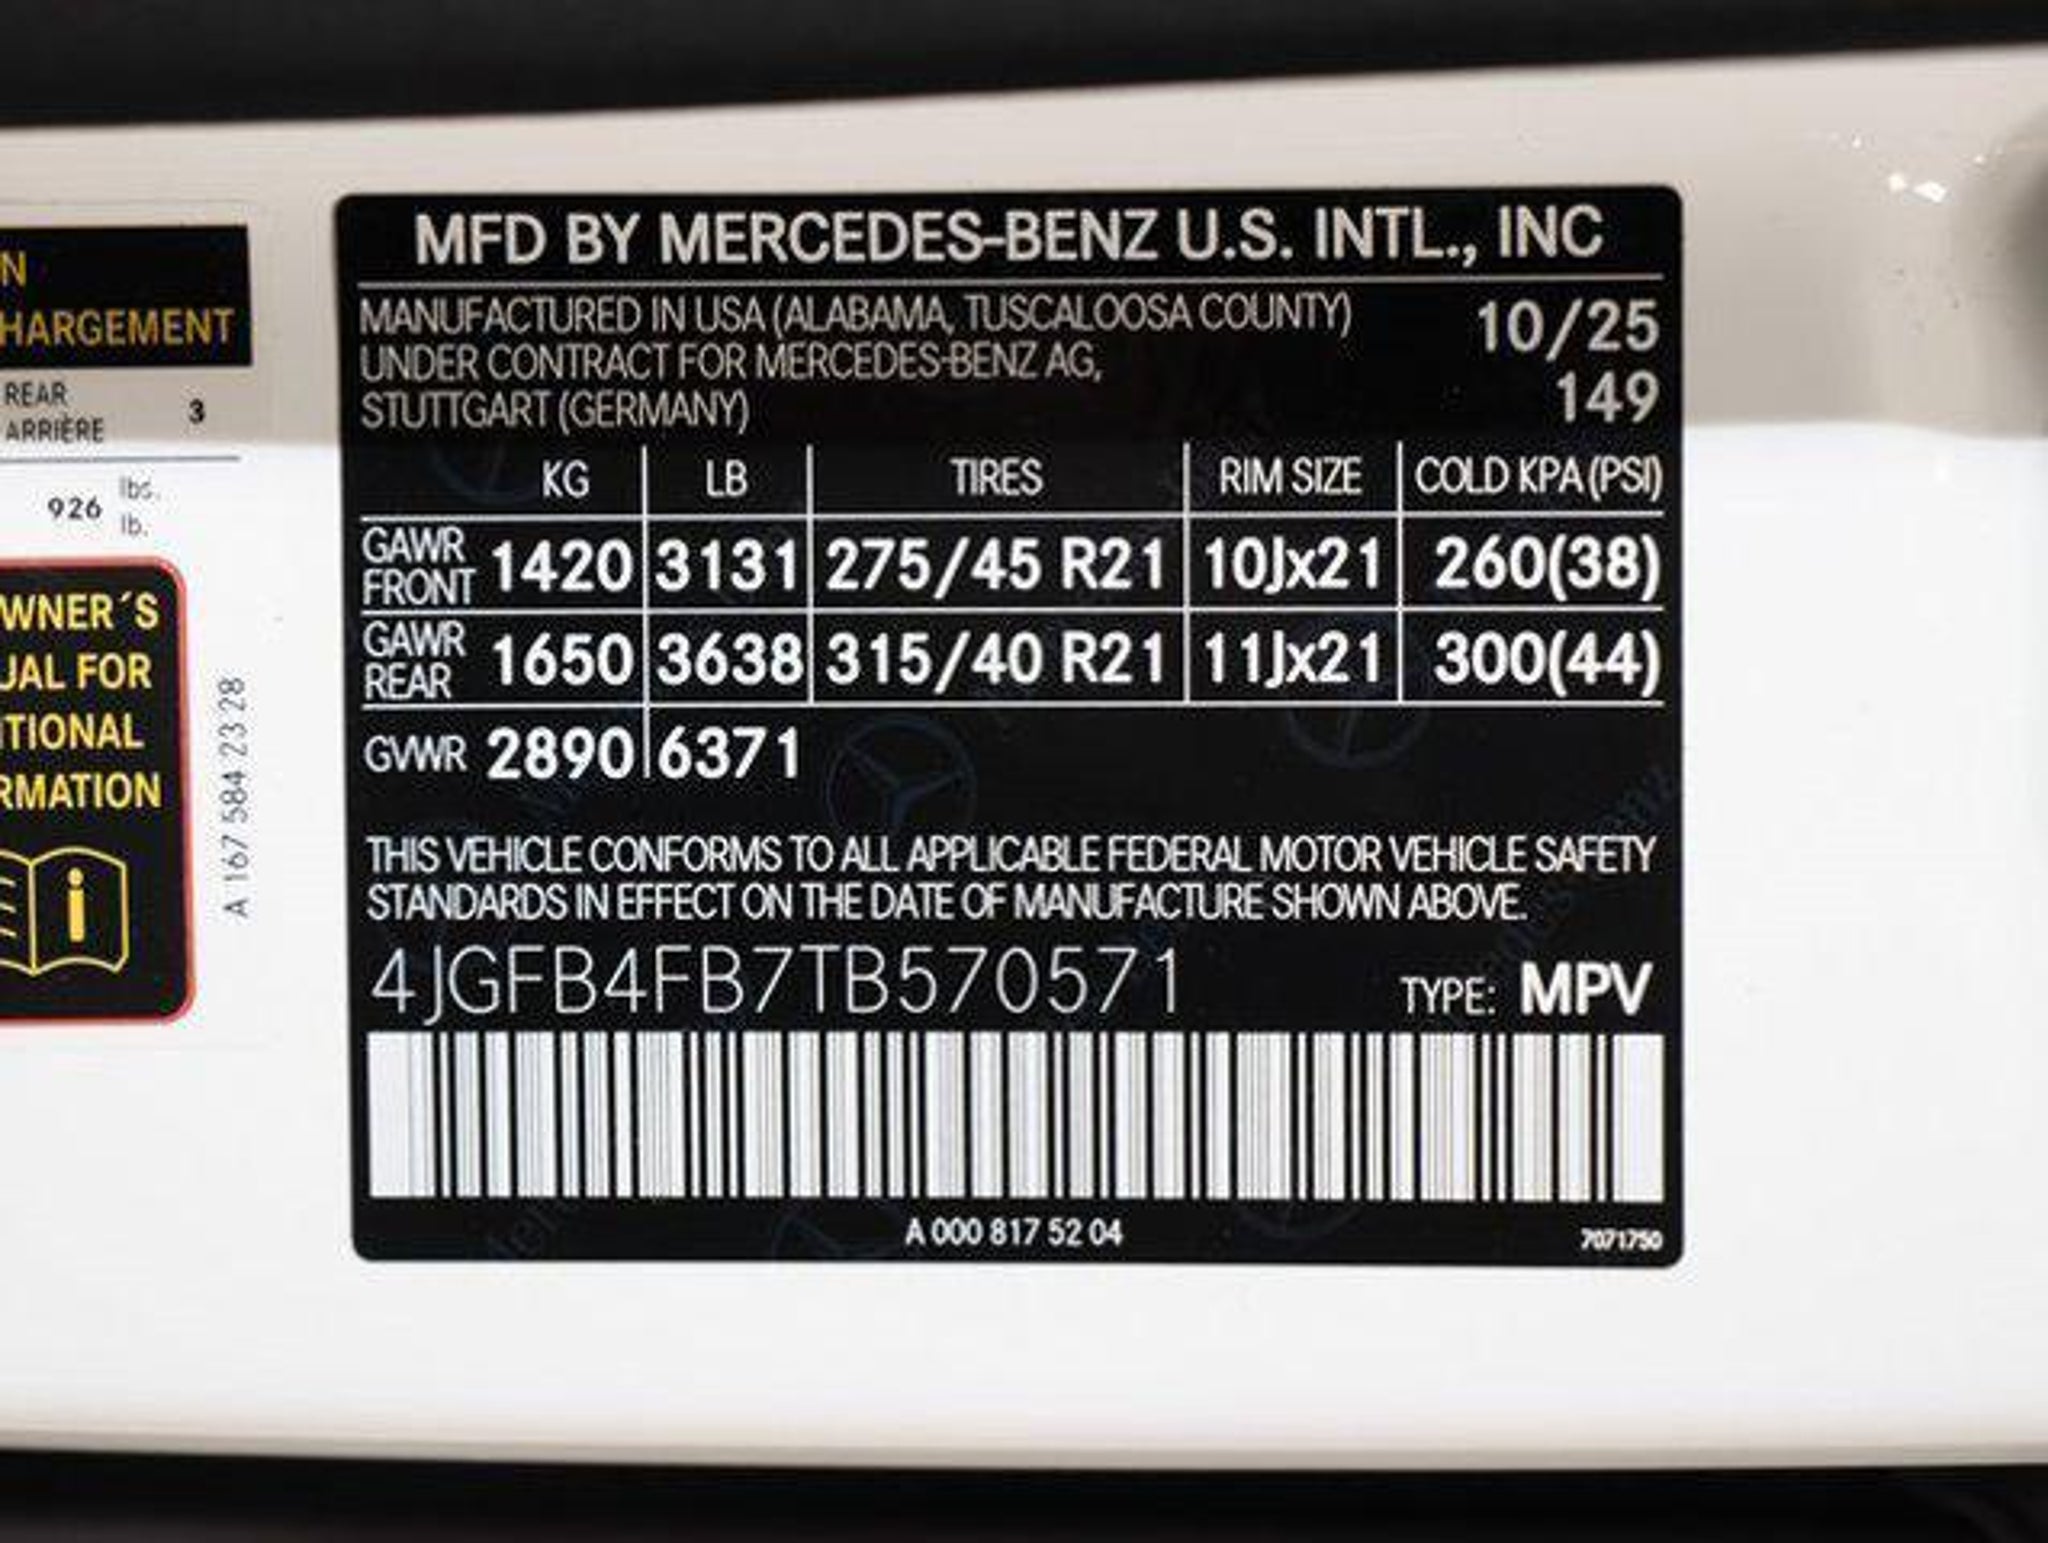 N
HARGEMENT
REAR
ARRIÈRE 3
926 lbs.
lb.
WNER´S
UAL FOR
ITIONAL
RMATION
i
A 167 584 23 28
MFD BY MERCEDES-BENZ U.S. INTL., INC
MANUFACTURED IN USA (ALABAMA, TUSCALOOSA COUNTY) 10/25
UNDER CONTRACT FOR MERCEDES-BENZ AG,
STUTTGART (GERMANY) 149
KG LB TIRES RIM SIZE COLD KPA (PSI)
GAWR FRONT 1420 3131 275/45 R21 10Jx21 260(38)
GAWR REAR 1650 3638 315/40 R21 11Jx21 300(44)
GVWR 2890 6371
THIS VEHICLE CONFORMS TO ALL APPLICABLE FEDERAL MOTOR VEHICLE SAFETY
STANDARDS IN EFFECT ON THE DATE OF MANUFACTURE SHOWN ABOVE.
4JGFB4FB7TB570571 TYPE: MPV
A 000 817 52 04 7071750